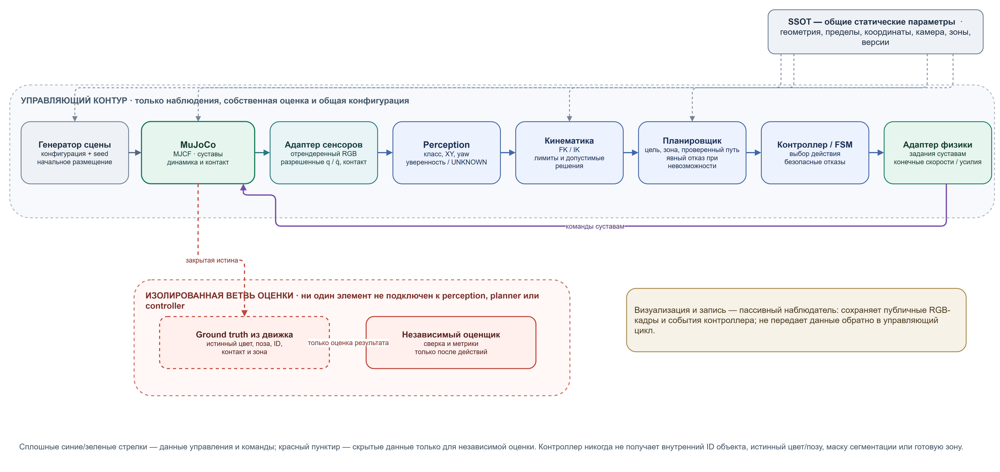 SSOT — общие статические параметры ·
геометрия, пределы, координаты, камера, зоны,
версии
УПРАВЛЯЮЩИЙ КОНТУР · только наблюдения, собственная оценка и общая конфигурация
Генератор сцены
конфигурация + seed
начальное размещение
MuJoCo
MJCF · суставы
динамика и контакт
Адаптер сенсоров
отрендеренный RGB
разрешенные q / q̇, контакт
Perception
класс, XY, yaw
уверенность / UNKNOWN
Кинематика
FK / IK
лимиты и допустимые
решения
Планировщик
цель, зона, проверенный путь
явный отказ при
невозможности
Контроллер / FSM
выбор действия
безопасные отказы
Адаптер физики
задания суставам
конечные скорости / усилия
команды суставам
закрытая истина
ИЗОЛИРОВАННАЯ ВЕТВЬ ОЦЕНКИ · ни один элемент не подключен к perception, planner или
controller
Ground truth из движка
истинный цвет, поза, ID,
контакт и зона
только оценка результата
Независимый оценщик
сверка и метрики
только после действий
Визуализация и запись — пассивный наблюдатель: сохраняет публичные RGB-
кадры и события контроллера; не передает данные обратно в управляющий
цикл.
Сплошные синие/зеленые стрелки — данные управления и команды; красный пунктир — скрытые данные только для независимой оценки. Контроллер никогда не получает внутренний ID объекта, истинный цвет/позу, маску сегментации или готовую зону.